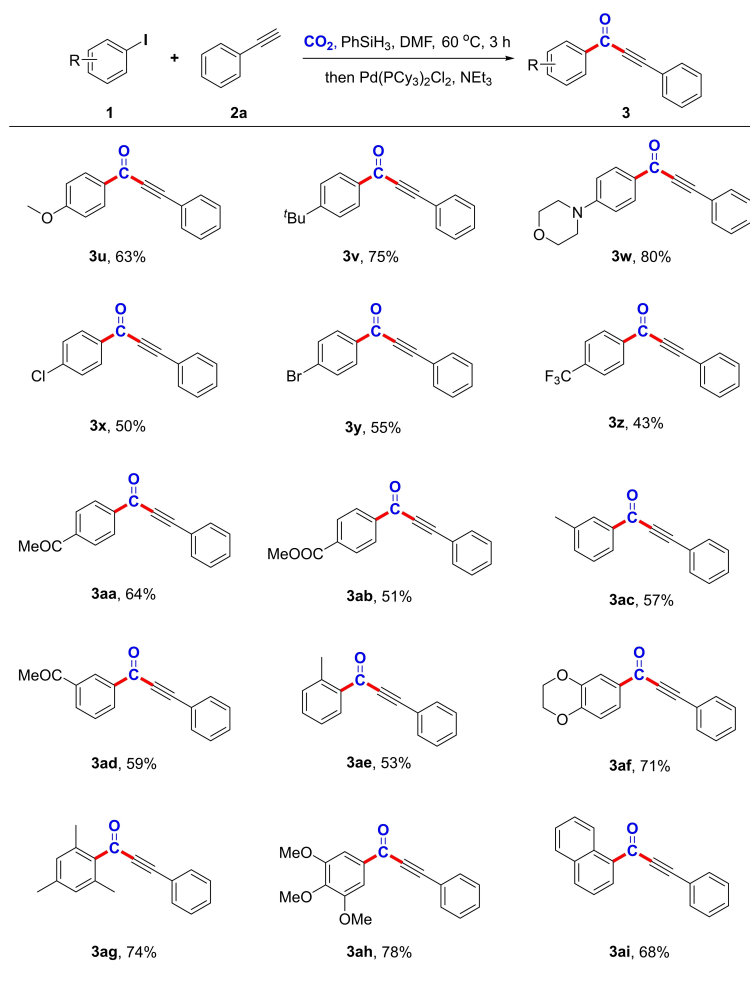 O
I CO₂, PhSiH₃, DMF, 60 °C, 3 h C
R + R
then Pd(PCy₃)₂Cl₂, NEt₃
1 2a 3
O O O
C C C
O ᵗBu N
O
3u, 63% 3v, 75% 3w, 80%
O O O
C C C
Cl Br F₃C
3x, 50% 3y, 55% 3z, 43%
O O O
C C C
MeOC MeOOC
3aa, 64% 3ab, 51% 3ac, 57%
O O O
MeOC C C O C
O
3ad, 59% 3ae, 53% 3af, 71%
O O O
C MeO C C
MeO
OMe
3ag, 74% 3ah, 78% 3ai, 68%